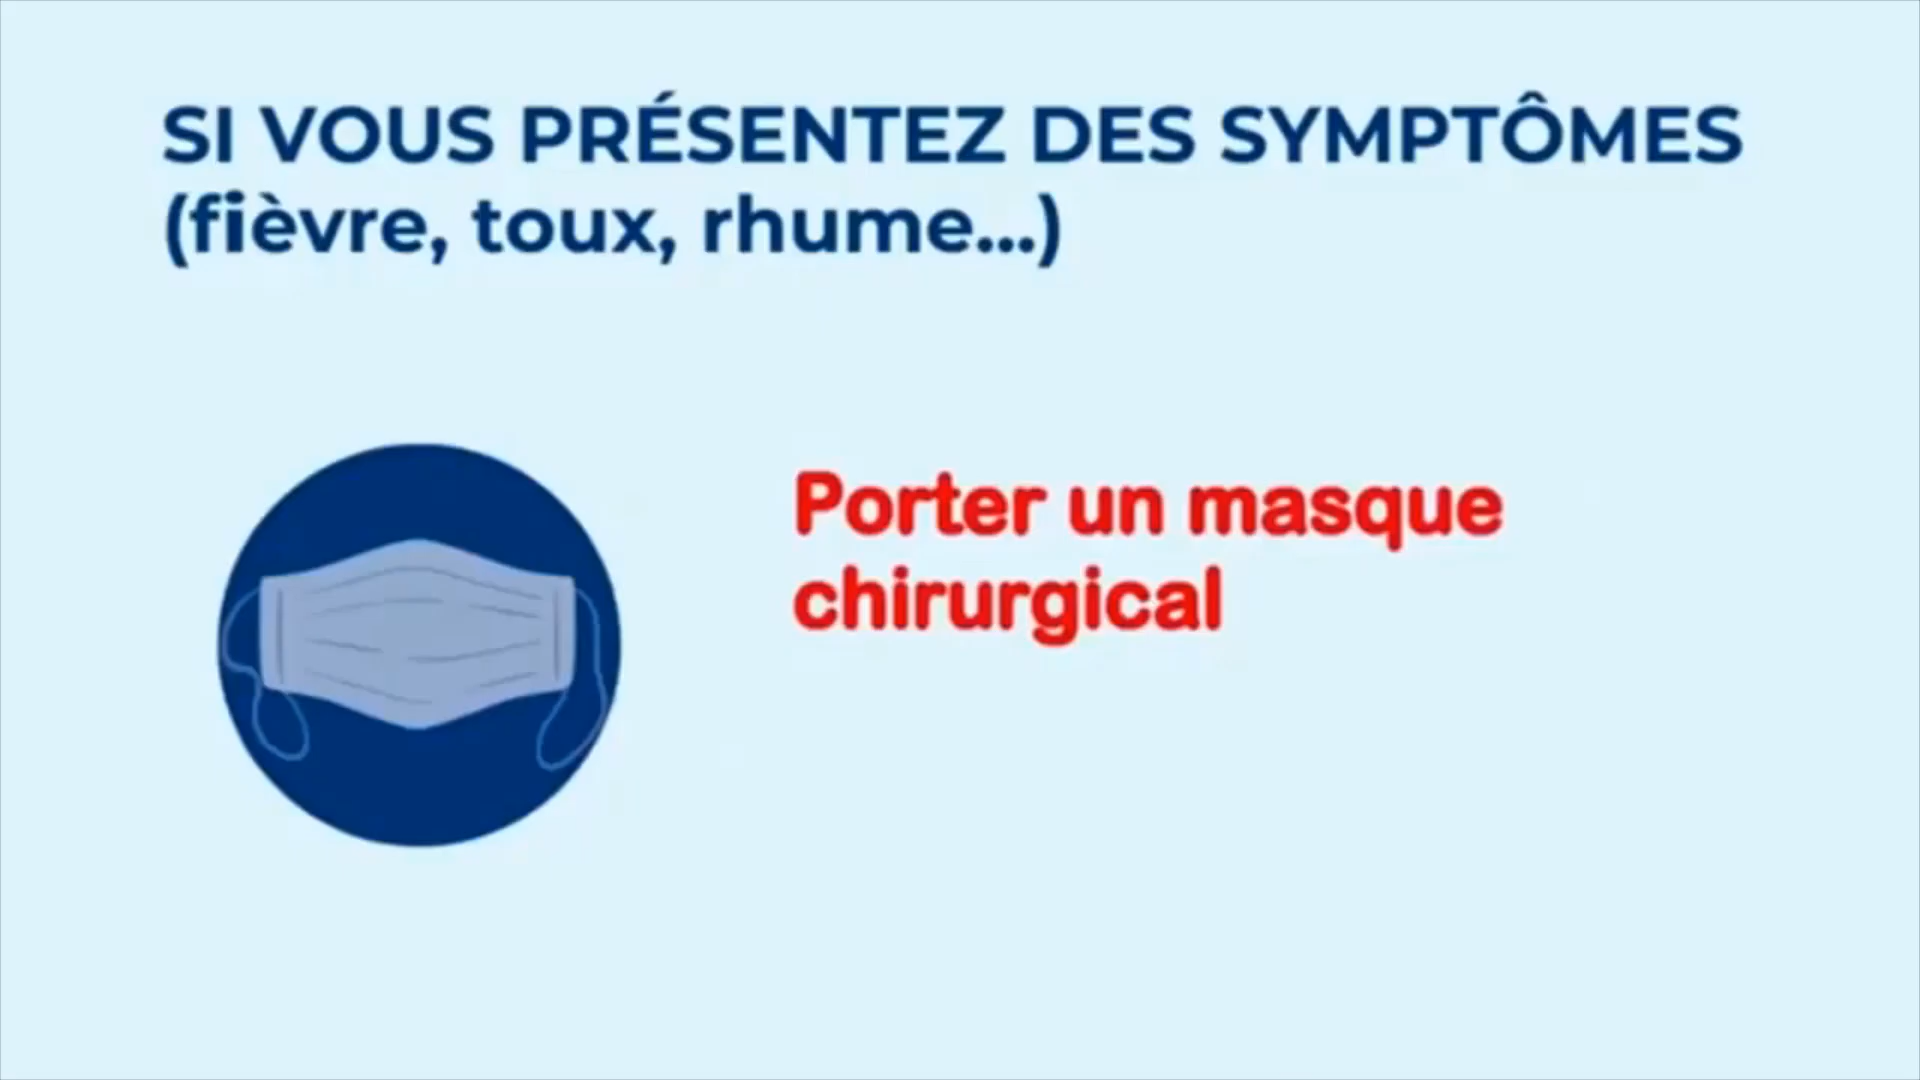 SI VOUS PRÉSENTEZ DES SYMPTÔMES
(fièvre, toux, rhume...)
Porter un masque
chirurgical